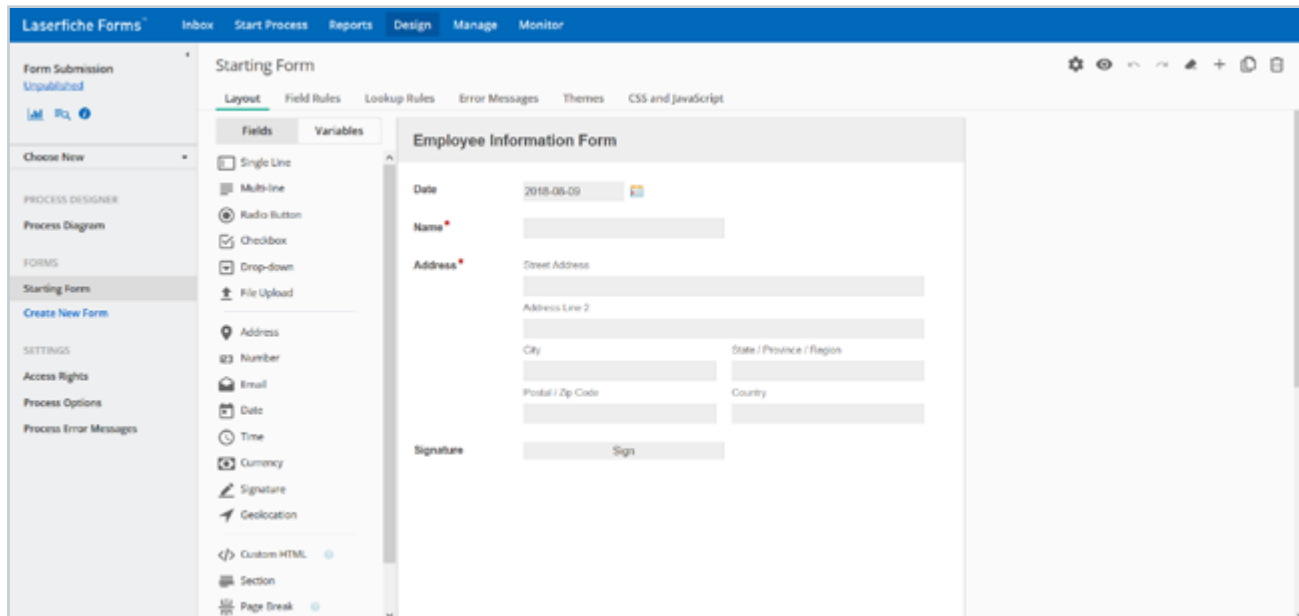 Laserfiche Forms™ Inbox Start Process Reports Design Manage Monitor
Form Submission
Unpublished
Choose New
PROCESS DESIGNER
Process Diagram
FORMS
Starting Form
Create New Form
SETTINGS
Access Rights
Process Options
Process Error Messages
Starting Form
Layout Field Rules Lookup Rules Error Messages Themes CSS and JavaScript
Fields Variables
Single Line
Multi-line
Radio Button
Checkbox
Drop-down
File Upload
Address
123 Number
Email
Date
Time
Currency
Signature
Geolocation
</> Custom HTML
Section
Page Break
Employee Information Form
Date 2018-08-09
Name*
Address* Street Address
Address Line 2
City State / Province / Region
Postal / Zip Code Country
Signature Sign